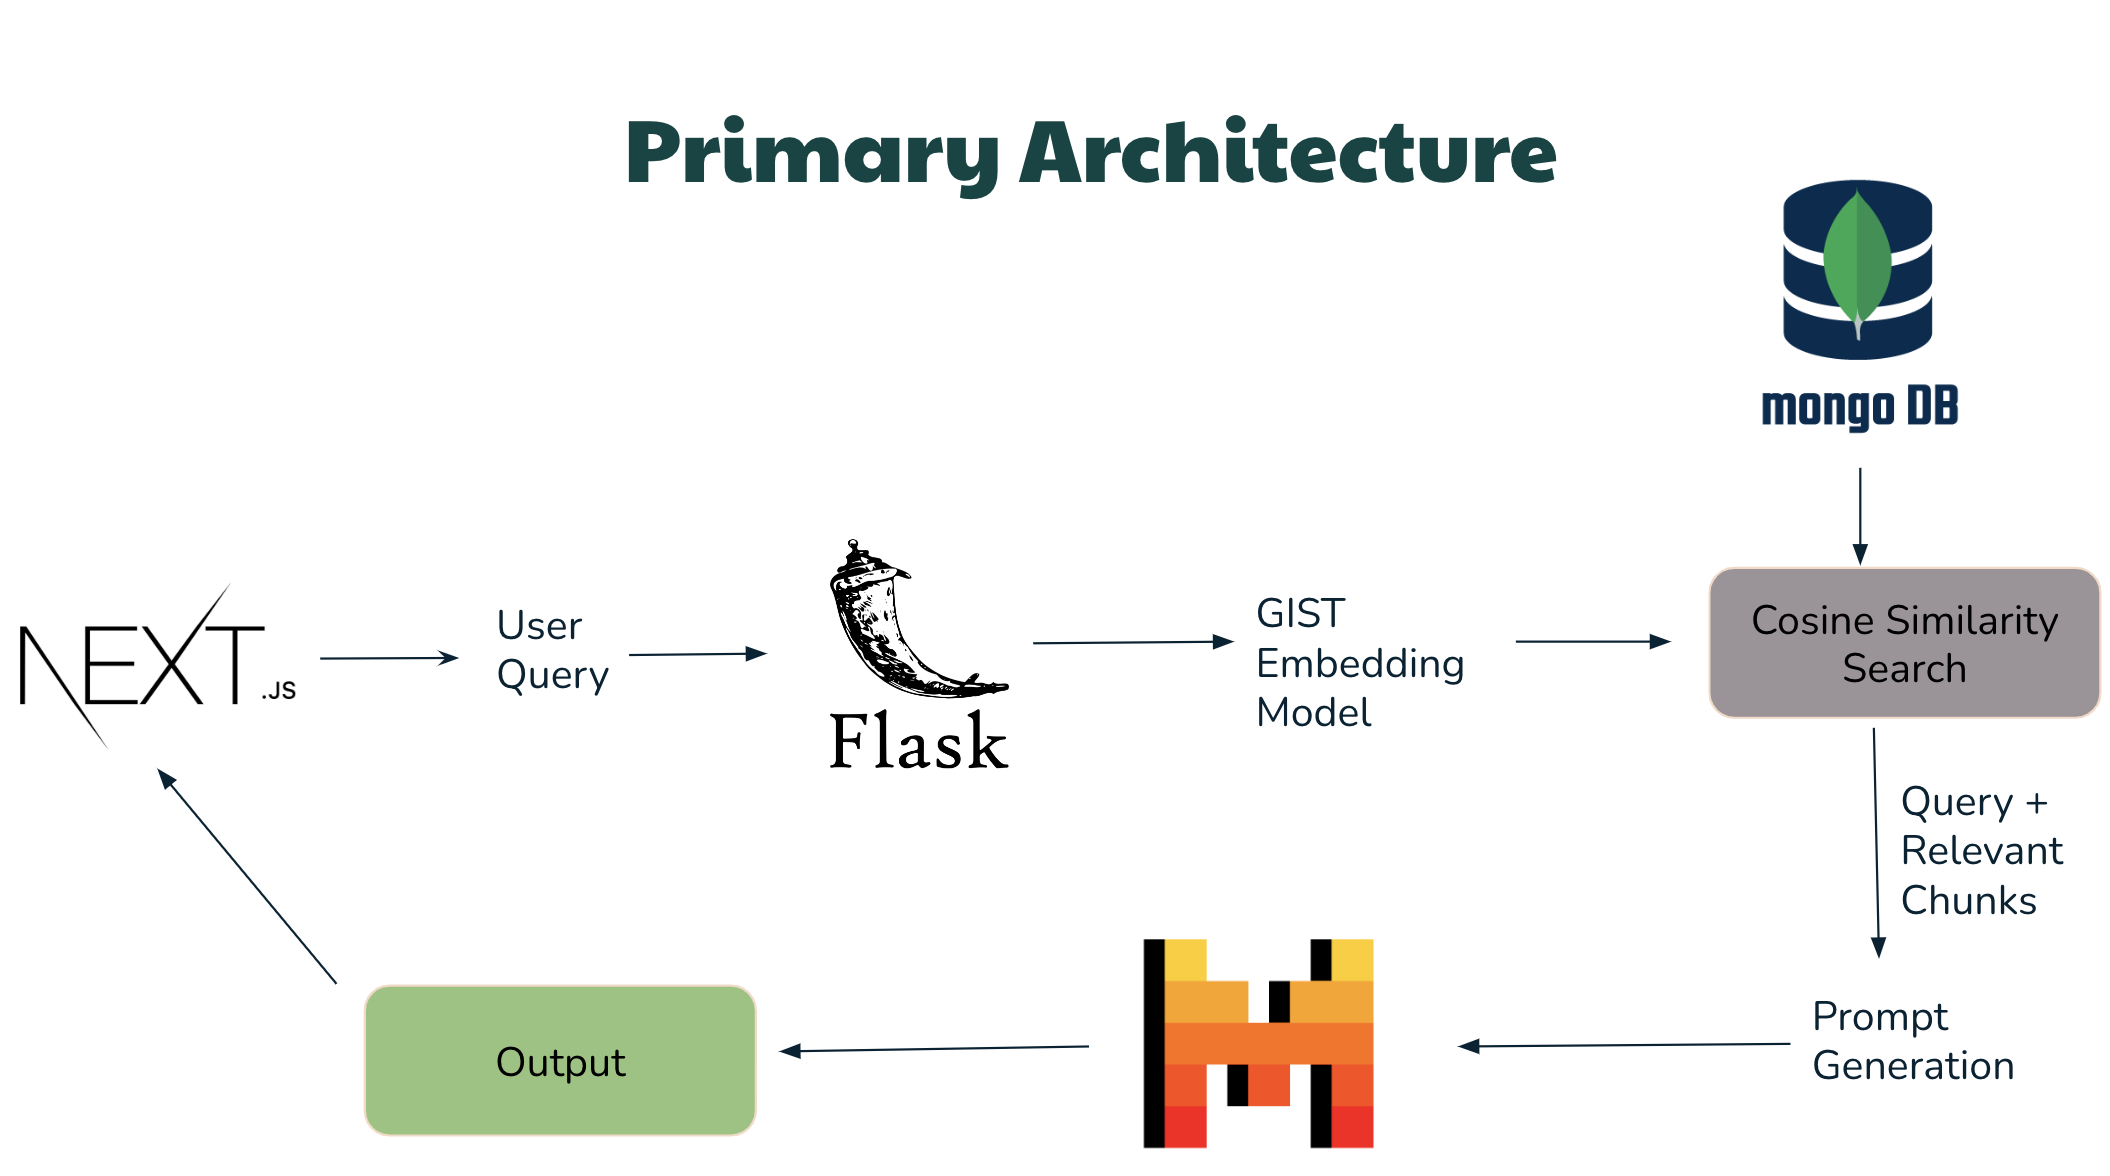 Primary Architecture
mongo DB
NEXT.JS
User
Query
Flask
GIST
Embedding
Model
Cosine Similarity
Search
Query +
Relevant
Chunks
Prompt
Generation
Output